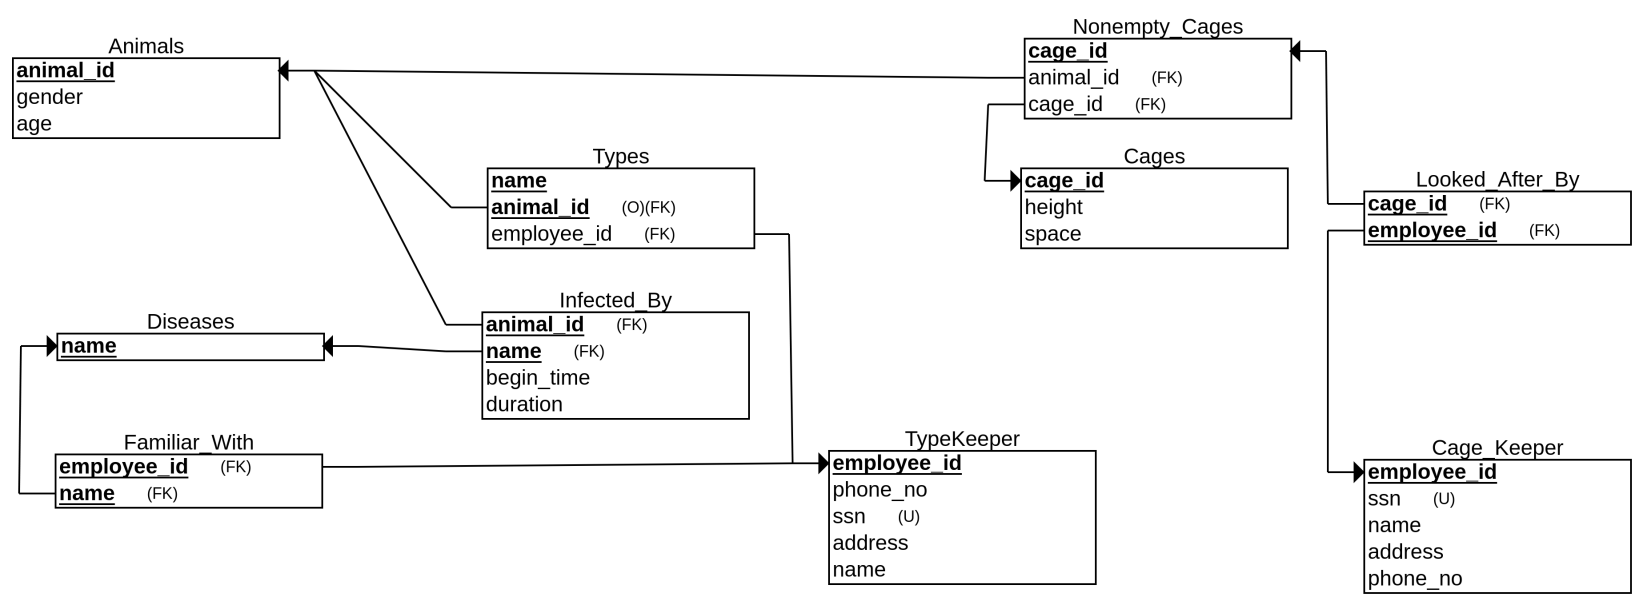 Animals
animal_id
gender
age
Nonempty_Cages
cage_id
animal_id (FK)
cage_id (FK)
Types
name
animal_id (O)(FK)
employee_id (FK)
Cages
cage_id
height
space
Looked_After_By
cage_id (FK)
employee_id (FK)
Infected_By
animal_id (FK)
name (FK)
begin_time
duration
Diseases
name
Familiar_With
employee_id (FK)
name (FK)
TypeKeeper
employee_id
phone_no
ssn (U)
address
name
Cage_Keeper
employee_id
ssn (U)
name
address
phone_no